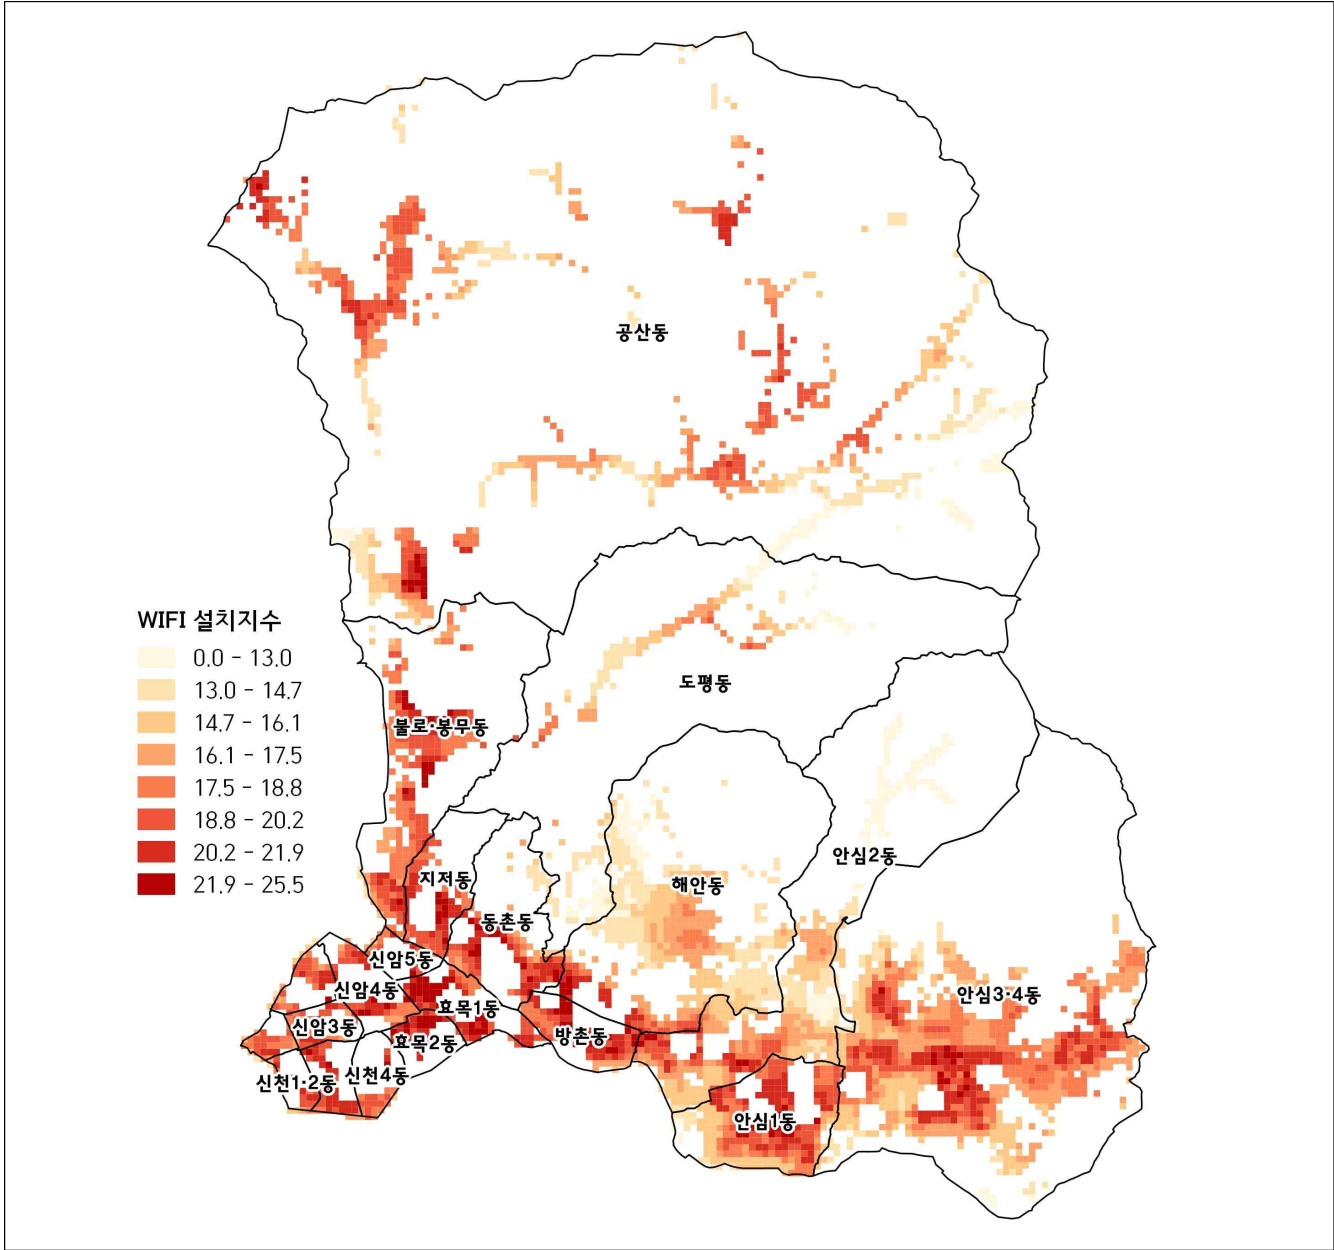 공산동
WIFI 설치지수
0.0 - 13.0
13.0 - 14.7
14.7 - 16.1
16.1 - 17.5
17.5 - 18.8
18.8 - 20.2
20.2 - 21.9
21.9 - 25.5
도평동
불로·봉무동
안심2동
지저동
해안동
동촌동
신암5동
신암4동
안심3·4동
효목1동
신암3동
방촌동
효목2동
신천4동
신천1·2동
안심1동